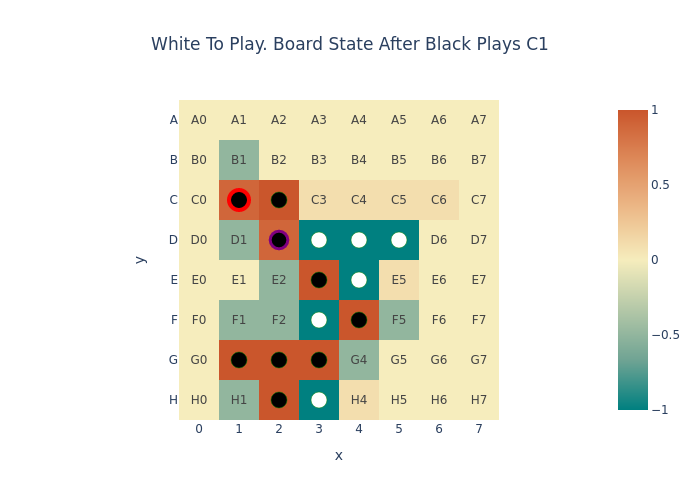 White To Play. Board State After Black Plays C1
A A0 A1 A2 A3 A4 A5 A6 A7
B B0 B1 B2 B3 B4 B5 B6 B7
C C0 C3 C4 C5 C6 C7
D D0 D1 D6 D7
E E0 E1 E2 E5 E6 E7
F F0 F1 F2 F5 F6 F7
G G0 G4 G5 G6 G7
H H0 H1 H4 H5 H6 H7
0 1 2 3 4 5 6 7
x
y
1
0.5
0
−0.5
−1